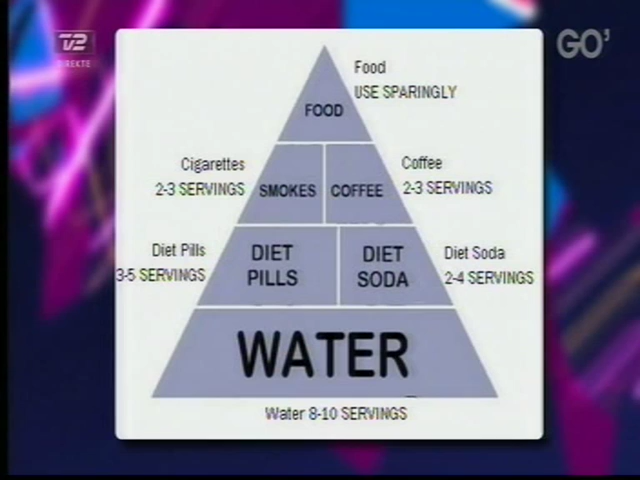 TV2
DIREKTE
GO'
Food
USE SPARINGLY
FOOD
Cigarettes
2-3 SERVINGS
SMOKES
COFFEE
Coffee
2-3 SERVINGS
Diet Pills
3-5 SERVINGS
DIET
PILLS
DIET
SODA
Diet Soda
2-4 SERVINGS
WATER
Water 8-10 SERVINGS